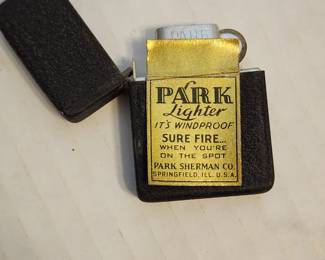 PARK
Lighter
IT'S WINDPROOF
SURE FIRE...
WHEN YOU'RE
ON THE SPOT
PARK SHERMAN CO.
SPRINGFIELD, ILL. U.S.A.